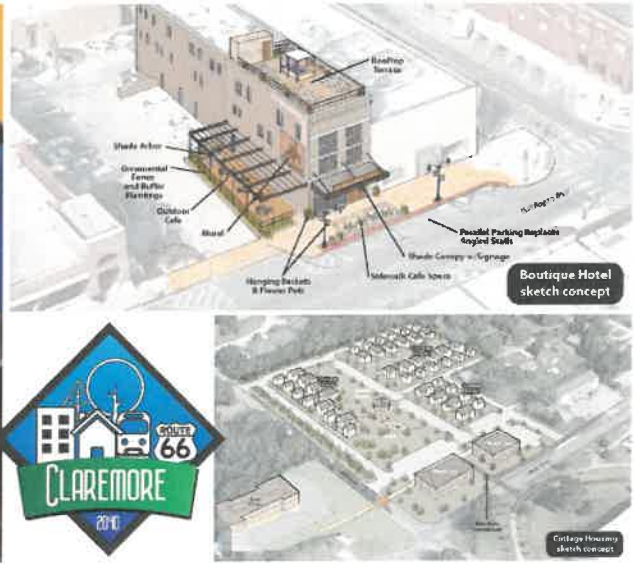 Rooftop
Terrace
Shade Arbor
Ornamental
Fence
and Buffer
Plantings
Outdoor
Cafe
Mural
Hanging Baskets
& Flower Pots
Sidewalk Cafe Space
Shade Canopy w/Signage
Parallel Parking Replaces
Angled Stalls
Boutique Hotel
sketch concept
ROUTE
66
CLAREMORE
2040
Cottage Housing
sketch concept